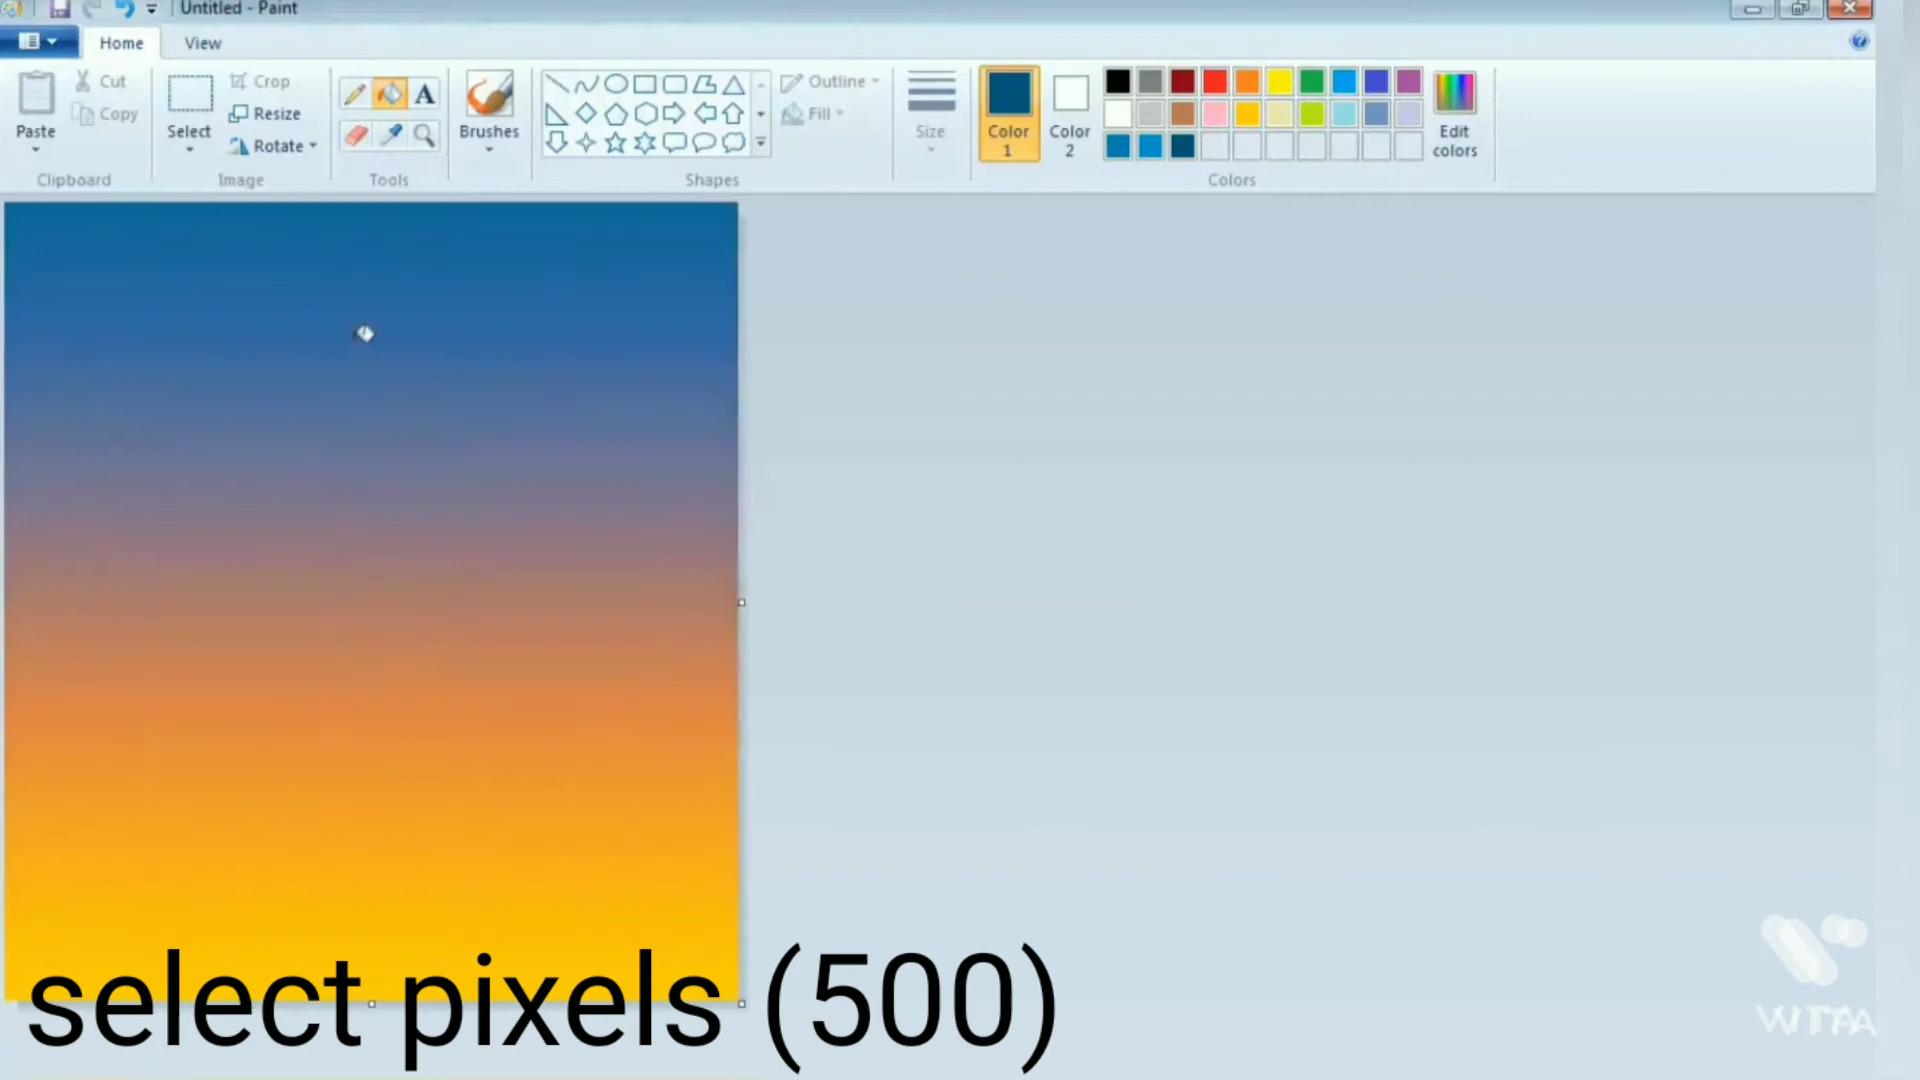 Untitled - Paint
Home View
Paste Cut Copy
Clipboard
Select Crop Resize Rotate
Image
A
Tools
Brushes
Shapes
Outline Fill
Size
Color 1
Color 2
Edit colors
Colors
select pixels (500)